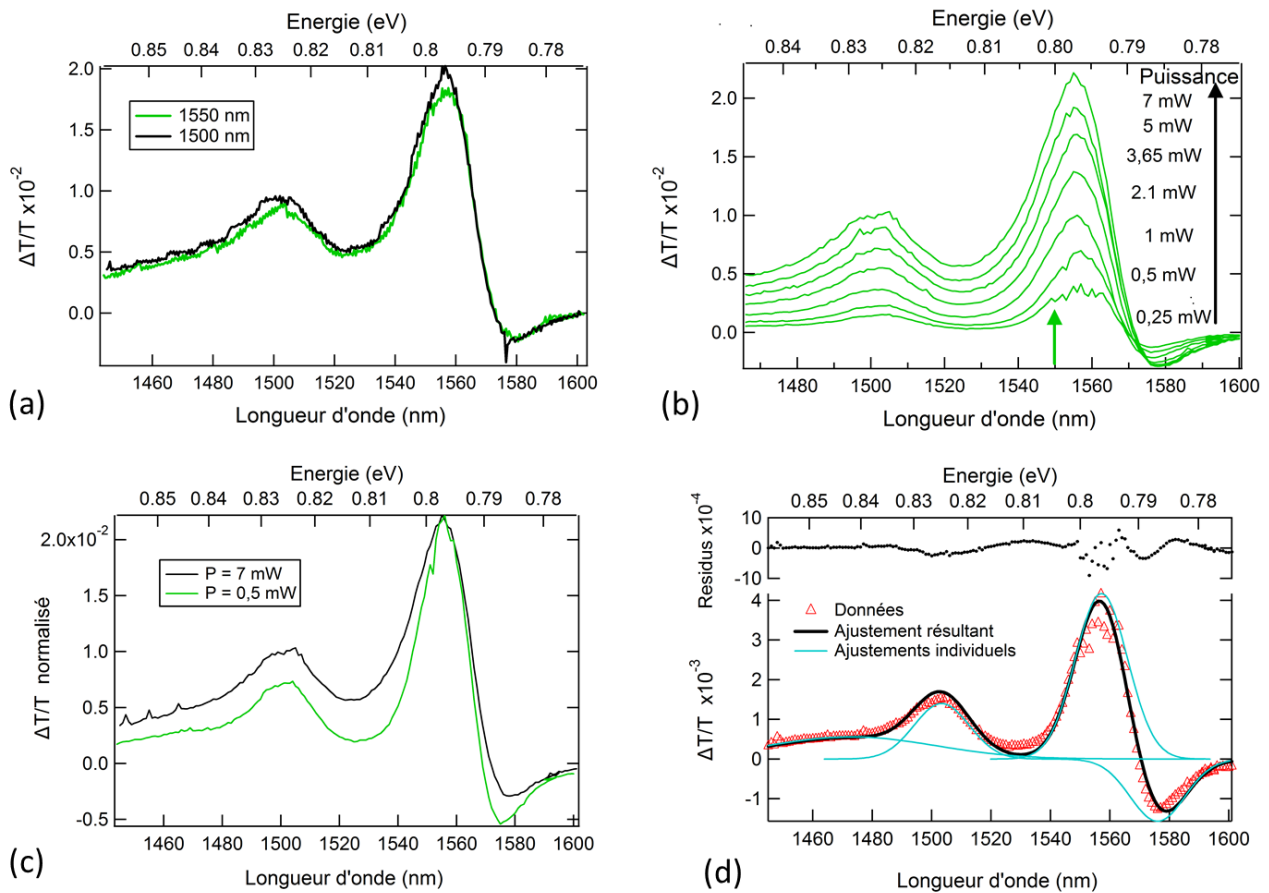 Energie (eV)
0.85 0.84 0.83 0.82 0.81 0.8 0.79 0.78
2.0
1.5
1.0
0.5
0.0
ΔT/T x10⁻²
1550 nm
1500 nm
1460 1480 1500 1520 1540 1560 1580 1600
Longueur d'onde (nm)
(a)
Energie (eV)
0.84 0.83 0.82 0.81 0.80 0.79 0.78
2.0
1.5
1.0
0.5
0.0
ΔT/T x10⁻²
Puissance
7 mW
5 mW
3,65 mW
2.1 mW
1 mW
0,5 mW
0,25 mW
1480 1500 1520 1540 1560 1580 1600
Longueur d'onde (nm)
(b)
Energie (eV)
0.85 0.84 0.83 0.82 0.81 0.8 0.79 0.78
2.0x10⁻²
1.5
1.0
0.5
0.0
-0.5
ΔT/T normalisé
P = 7 mW
P = 0,5 mW
1460 1480 1500 1520 1540 1560 1580 1600
Longueur d'onde (nm)
(c)
Energie (eV)
0.85 0.84 0.83 0.82 0.81 0.8 0.79 0.78
Residus x10⁻⁴
10
0
-10
4
3
2
1
0
-1
ΔT/T x10⁻³
Données
Ajustement résultant
Ajustements individuels
1460 1480 1500 1520 1540 1560 1580 1600
Longueur d'onde (nm)
(d)